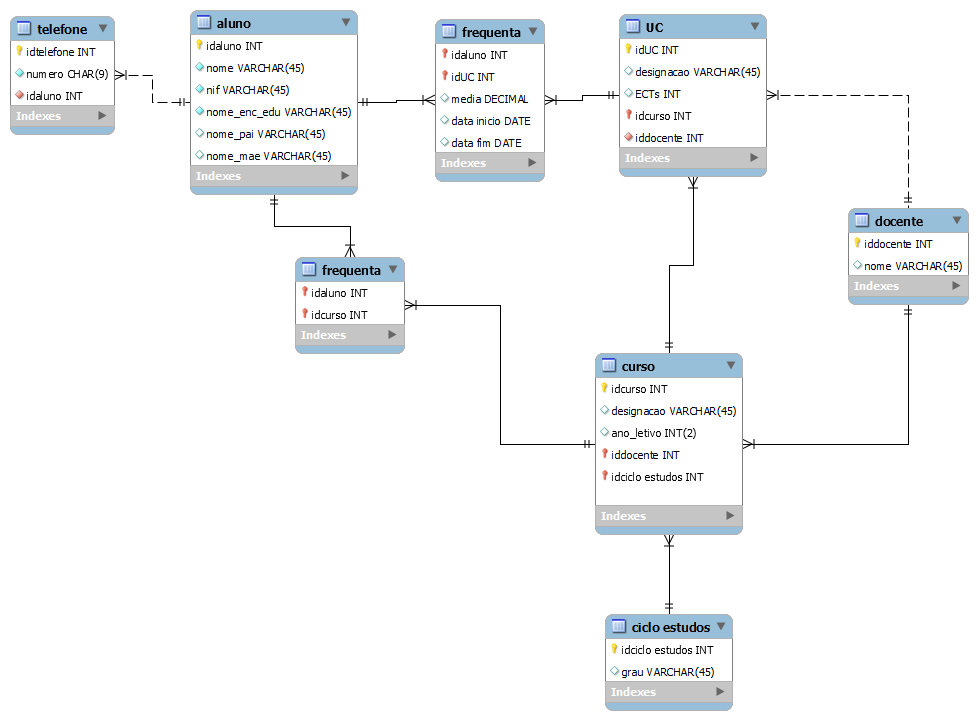 telefone
idtelefone INT
numero CHAR(9)
idaluno INT
Indexes
aluno
idaluno INT
nome VARCHAR(45)
nif VARCHAR(45)
nome_enc_edu VARCHAR(45)
nome_pai VARCHAR(45)
nome_mae VARCHAR(45)
Indexes
frequenta
idaluno INT
idUC INT
media DECIMAL
data inicio DATE
data fim DATE
Indexes
UC
idUC INT
designacao VARCHAR(45)
ECTs INT
idcurso INT
iddocente INT
Indexes
docente
iddocente INT
nome VARCHAR(45)
Indexes
frequenta
idaluno INT
idcurso INT
Indexes
curso
idcurso INT
designacao VARCHAR(45)
ano_letivo INT(2)
iddocente INT
idciclo estudos INT
Indexes
ciclo estudos
idciclo estudos INT
grau VARCHAR(45)
Indexes